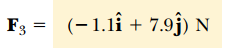 F₃ = (−1.1î + 7.9ĵ) N